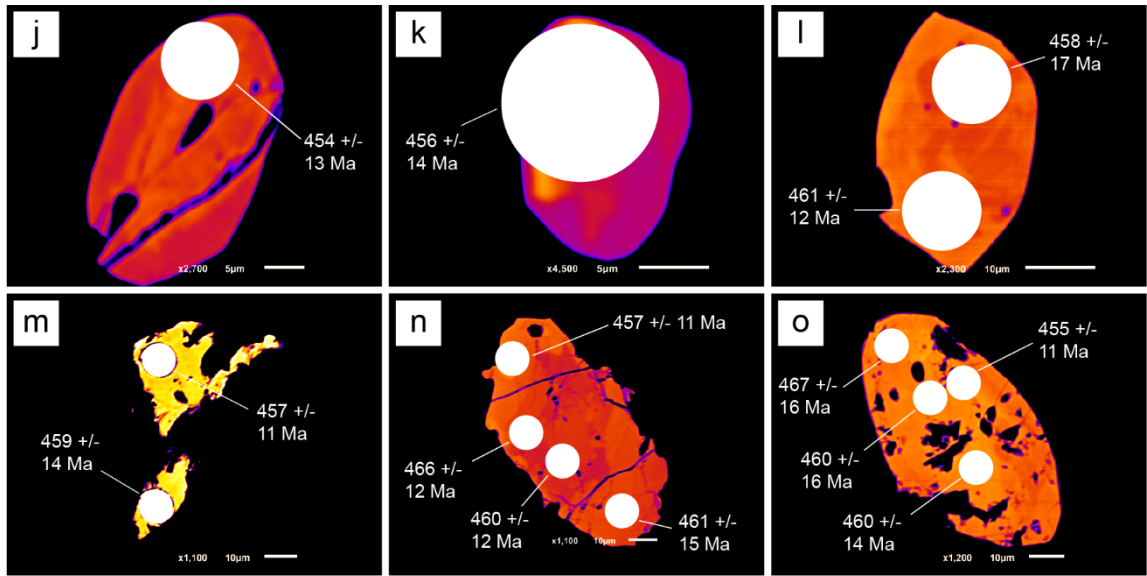 j
454 +/-
13 Ma
x2,700 5µm
k
456 +/-
14 Ma
x4,500 5µm
l
458 +/-
17 Ma
461 +/-
12 Ma
x2,300 10µm
m
457 +/-
11 Ma
459 +/-
14 Ma
x1,100 10µm
n
457 +/- 11 Ma
466 +/-
12 Ma
460 +/-
12 Ma
461 +/-
15 Ma
x1,100 10µm
o
455 +/-
11 Ma
467 +/-
16 Ma
460 +/-
16 Ma
460 +/-
14 Ma
x1,200 10µm